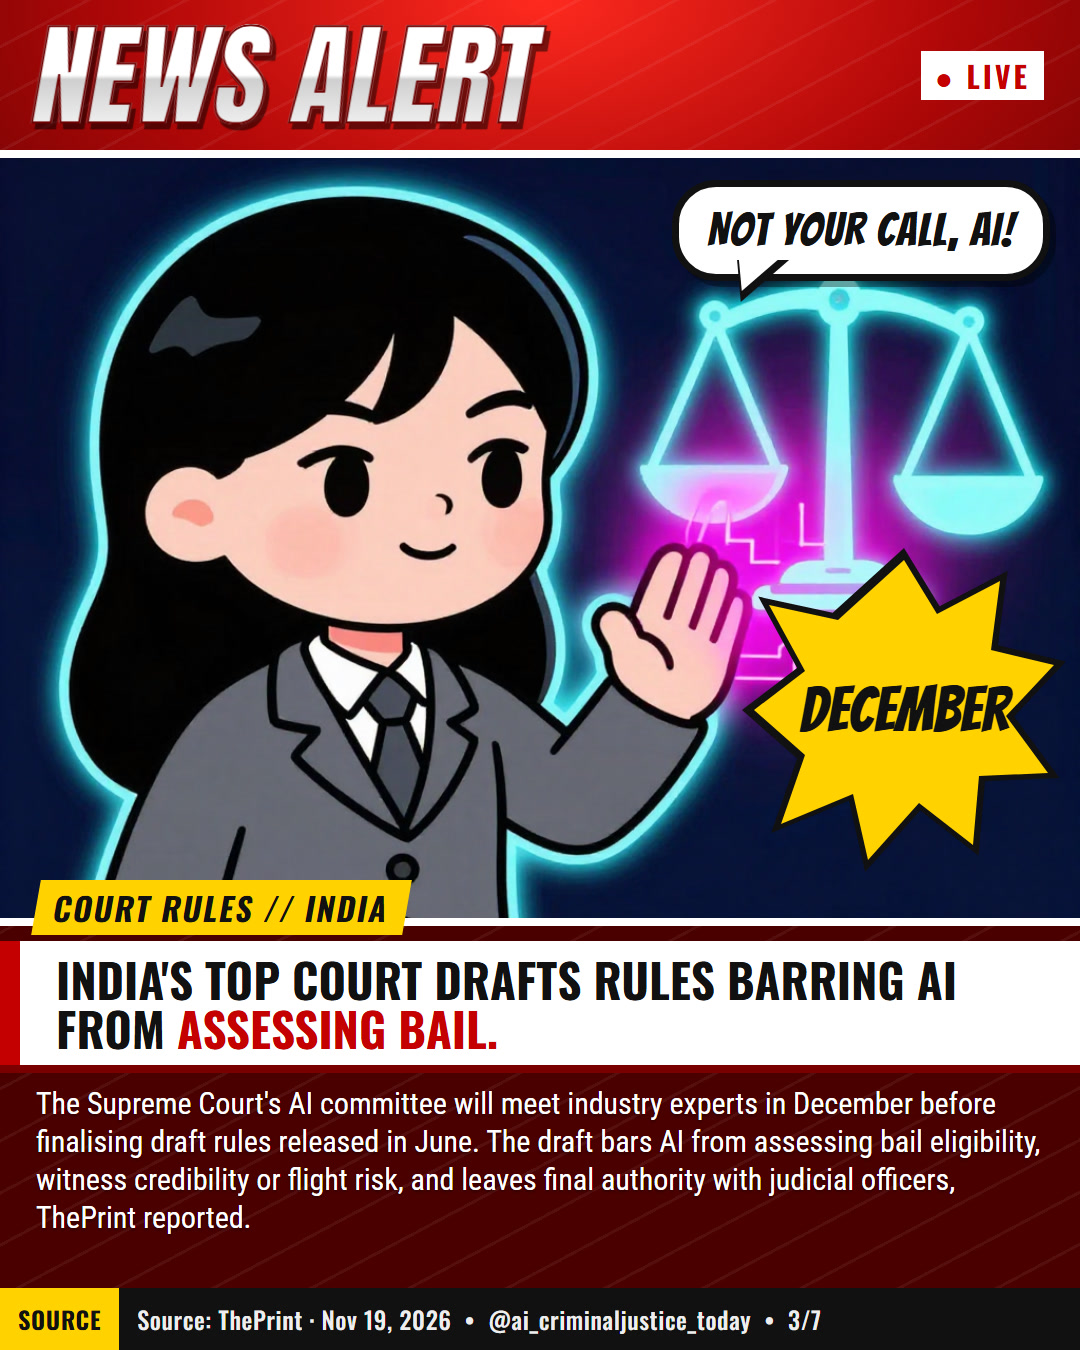 NEWS ALERT
● LIVE
NOT YOUR CALL, AI!
DECEMBER
COURT RULES // INDIA
INDIA'S TOP COURT DRAFTS RULES BARRING AI
FROM ASSESSING BAIL.
The Supreme Court's AI committee will meet industry experts in December before
finalising draft rules released in June. The draft bars AI from assessing bail eligibility,
witness credibility or flight risk, and leaves final authority with judicial officers,
ThePrint reported.
SOURCE Source: ThePrint · Nov 19, 2026 • @ai_criminaljustice_today • 3/7